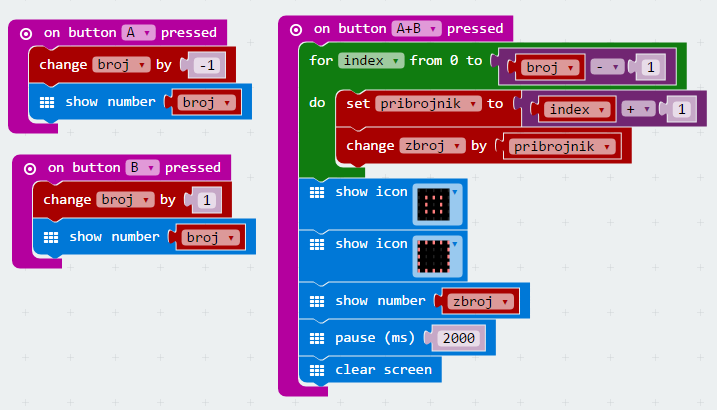 on button A pressed
change broj by -1
show number broj
on button B pressed
change broj by 1
show number broj
on button A+B pressed
for index from 0 to broj - 1
do set pribrojnik to index + 1
change zbroj by pribrojnik
show icon
show icon
show number zbroj
pause (ms) 2000
clear screen